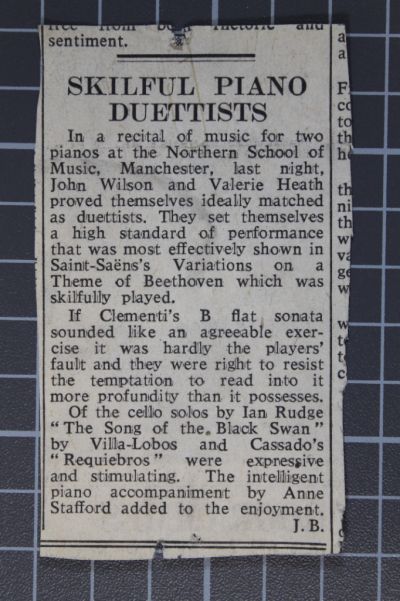 free from both rhetoric and
sentiment.
SKILFUL PIANO
DUETTISTS
In a recital of music for two
pianos at the Northern School of
Music, Manchester, last night,
John Wilson and Valerie Heath
proved themselves ideally matched
as duettists. They set themselves
a high standard of performance
that was most effectively shown in
Saint-Saëns's Variations on a
Theme of Beethoven which was
skilfully played.
If Clementi's B flat sonata
sounded like an agreeable exer-
cise it was hardly the players'
fault and they were right to resist
the temptation to read into it
more profundity than it possesses.
Of the cello solos by Ian Rudge
"The Song of the Black Swan"
by Villa-Lobos and Cassado's
"Requiebros" were expressive
and stimulating. The intelligent
piano accompaniment by Anne
Stafford added to the enjoyment.
J. B.